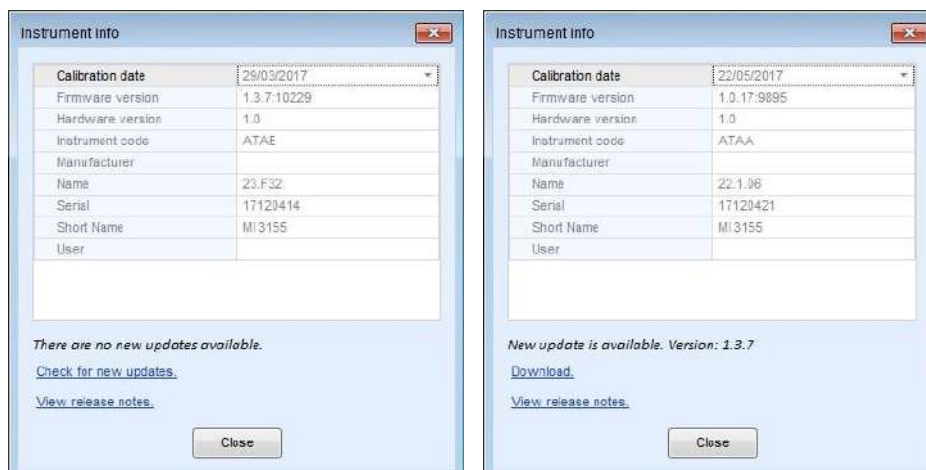 Instrument info
Calibration date 29/03/2017
Firmware version 1.3.7.10229
Hardware version 1.0
Instrument code ATAE
Manufacturer
Name 23.F32
Serial 17120414
Short Name MI 3155
User
There are no new updates available.
Check for new updates.
View release notes.
Close
Instrument info
Calibration date 22/05/2017
Firmware version 1.0.17.9895
Hardware version 1.0
Instrument code ATAA
Manufacturer
Name 22.1.06
Serial 17120421
Short Name MI 3155
User
New update is available. Version: 1.3.7
Download.
View release notes.
Close